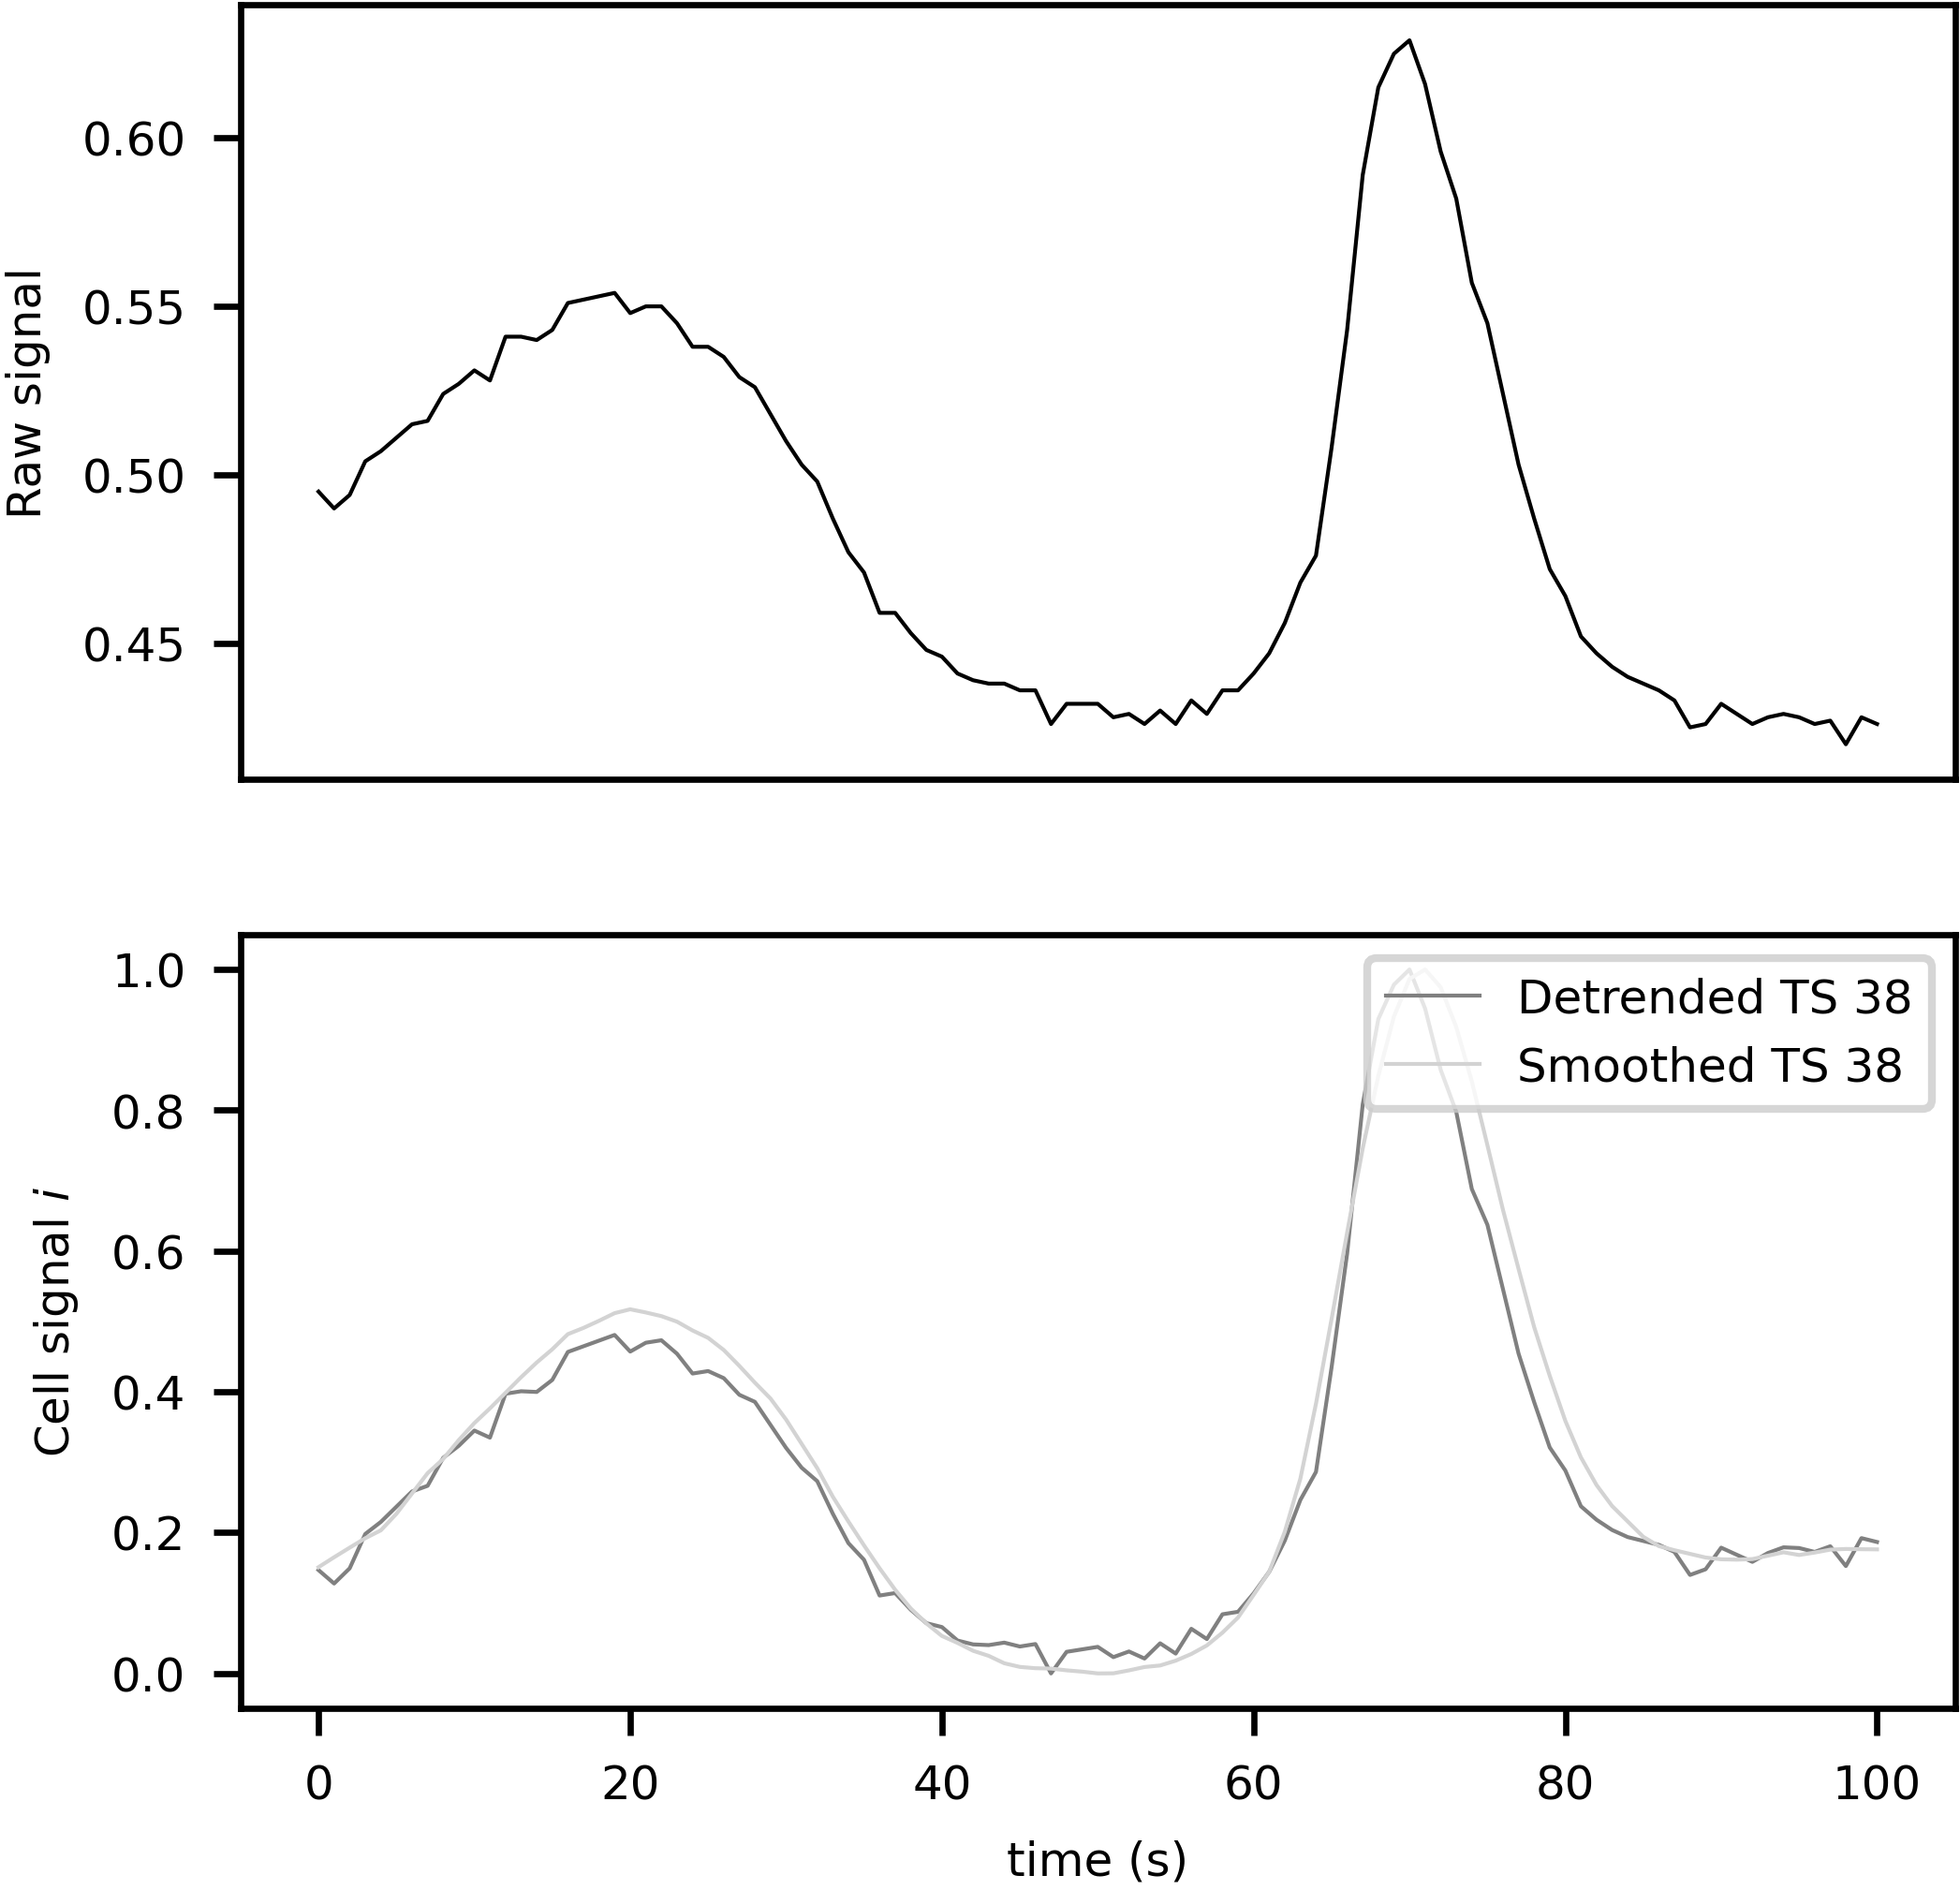 Raw signal
0.60
0.55
0.50
0.45
Cell signal i
1.0
0.8
0.6
0.4
0.2
0.0
Detrended TS 38
Smoothed TS 38
0 20 40 60 80 100
time (s)